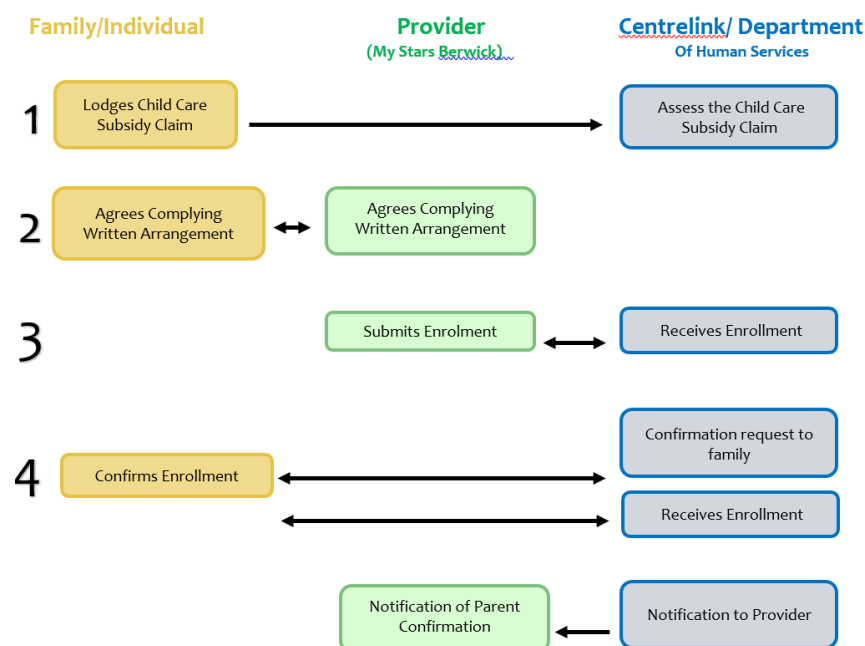 Family/Individual
Provider
Centrelink/ Department
(My Stars Berwick)
Of Human Services
1
Lodges Child Care
Subsidy Claim
Assess the Child Care
Subsidy Claim
2
Agrees Complying
Written Arrangement
Agrees Complying
Written Arrangement
3
Submits Enrolment
Receives Enrollment
4
Confirms Enrollment
Confirmation request to
family
Receives Enrollment
Notification of Parent
Confirmation
Notification to Provider